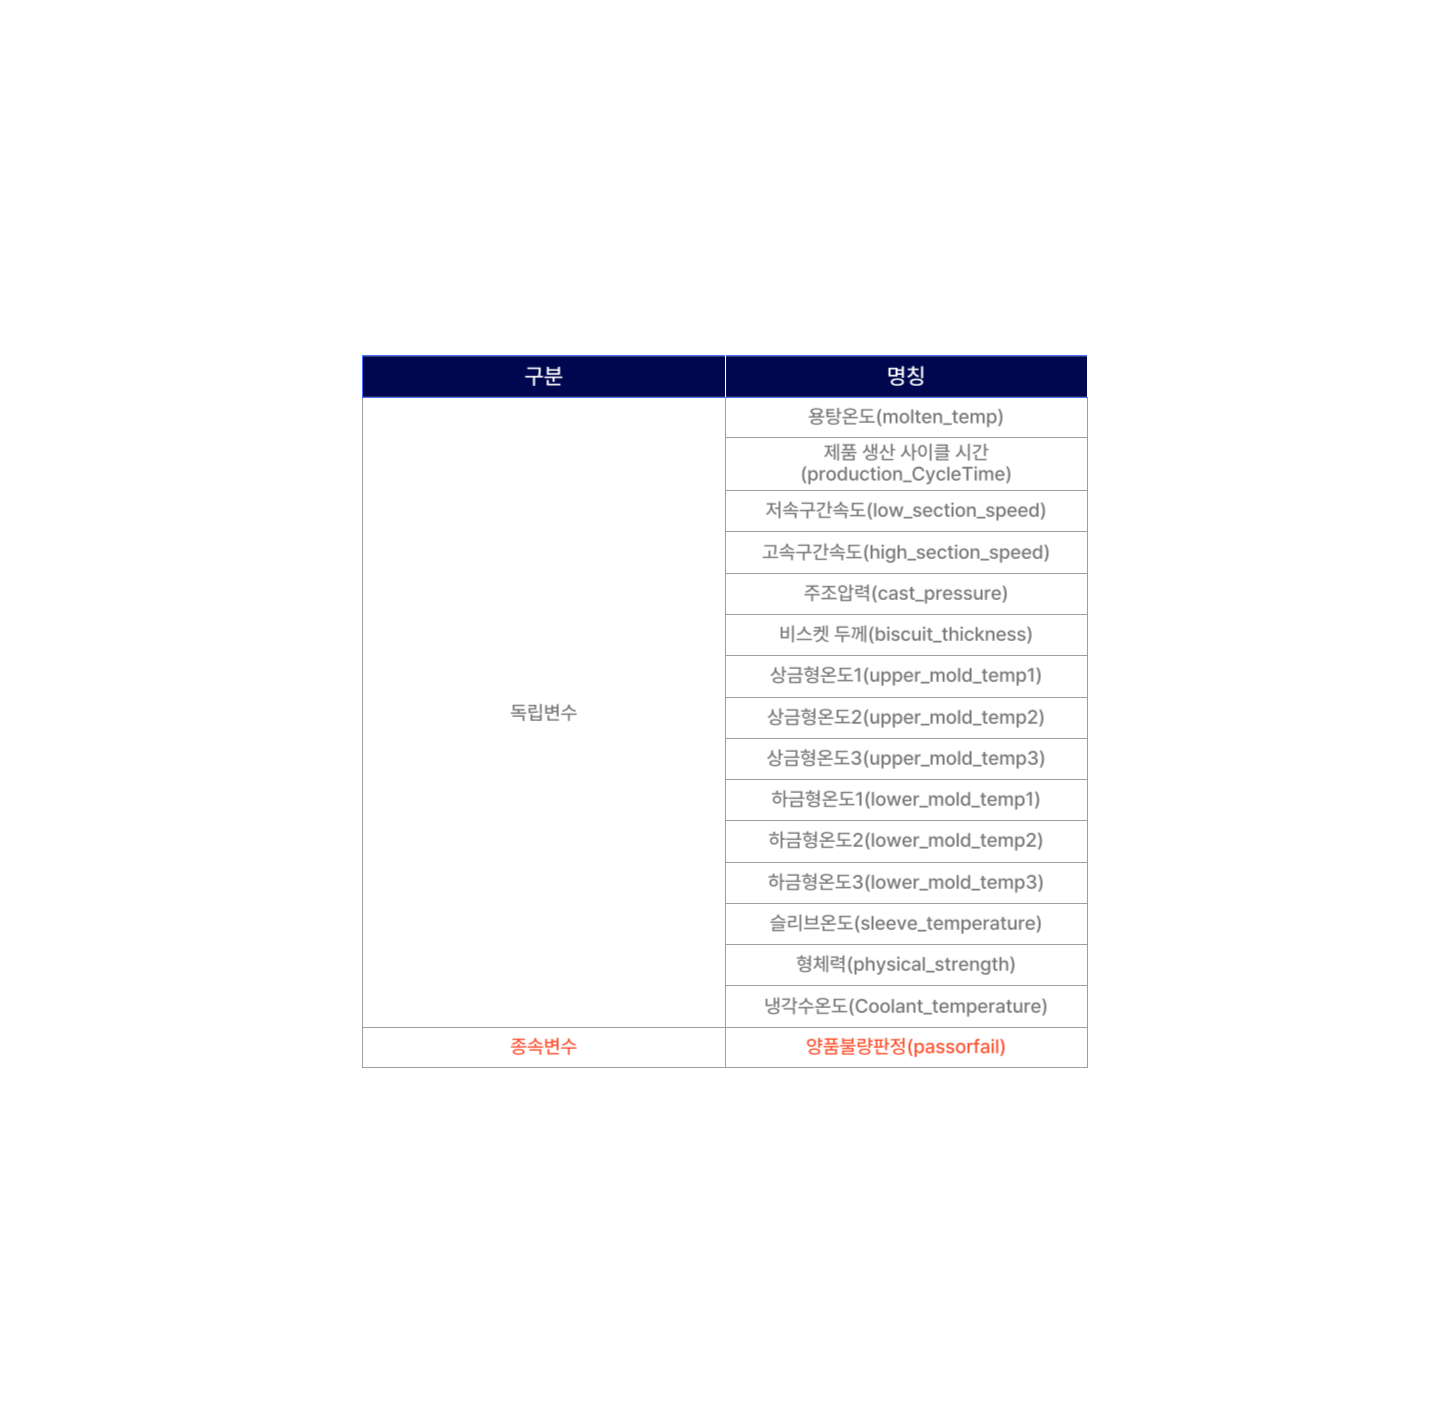 구분
명칭
독립변수
용탕온도(molten_temp)
제품 생산 사이클 시간
(production_CycleTime)
저속구간속도(low_section_speed)
고속구간속도(high_section_speed)
주조압력(cast_pressure)
비스켓 두께(biscuit_thickness)
상금형온도1(upper_mold_temp1)
상금형온도2(upper_mold_temp2)
상금형온도3(upper_mold_temp3)
하금형온도1(lower_mold_temp1)
하금형온도2(lower_mold_temp2)
하금형온도3(lower_mold_temp3)
슬리브온도(sleeve_temperature)
형체력(physical_strength)
냉각수온도(Coolant_temperature)
종속변수
양품불량판정(passorfail)